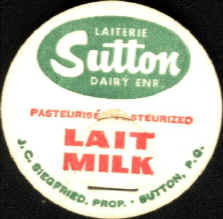 LAITERIE
Sutton
DAIRY ENR.
PASTEURISÉ PASTEURIZED
LAIT
MILK
J.C. SIEGFRIED, PROP. - SUTTON, P.Q.